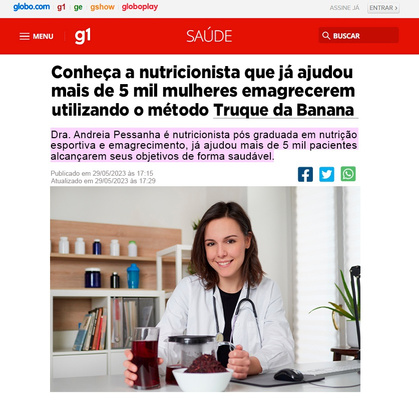 globo.com g1 ge gshow globoplay ASSINE JÁ ENTRAR ›
MENU g1 SAÚDE BUSCAR
Conheça a nutricionista que já ajudou
mais de 5 mil mulheres emagrecerem
utilizando o método Truque da Banana
Dra. Andreia Pessanha é nutricionista pós graduada em nutrição
esportiva e emagrecimento, já ajudou mais de 5 mil pacientes
alcançarem seus objetivos de forma saudável.
Publicado em 29/05/2023 às 17:15
Atualizado em 29/05/2023 às 17:29